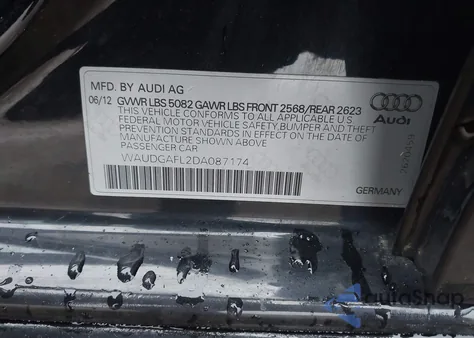 MFD. BY AUDI AG
06/12 GVWR LBS 5082 GAWR LBS FRONT 2568/REAR 2623
THIS VEHICLE CONFORMS TO ALL APPLICABLE U.S.
FEDERAL MOTOR VEHICLE SAFETY, BUMPER AND THEFT
PREVENTION STANDARDS IN EFFECT ON THE DATE OF
MANUFACTURE SHOWN ABOVE
PASSENGER CAR
WAUDGAFL2DA087174
Audi
GERMANY
autoSnap